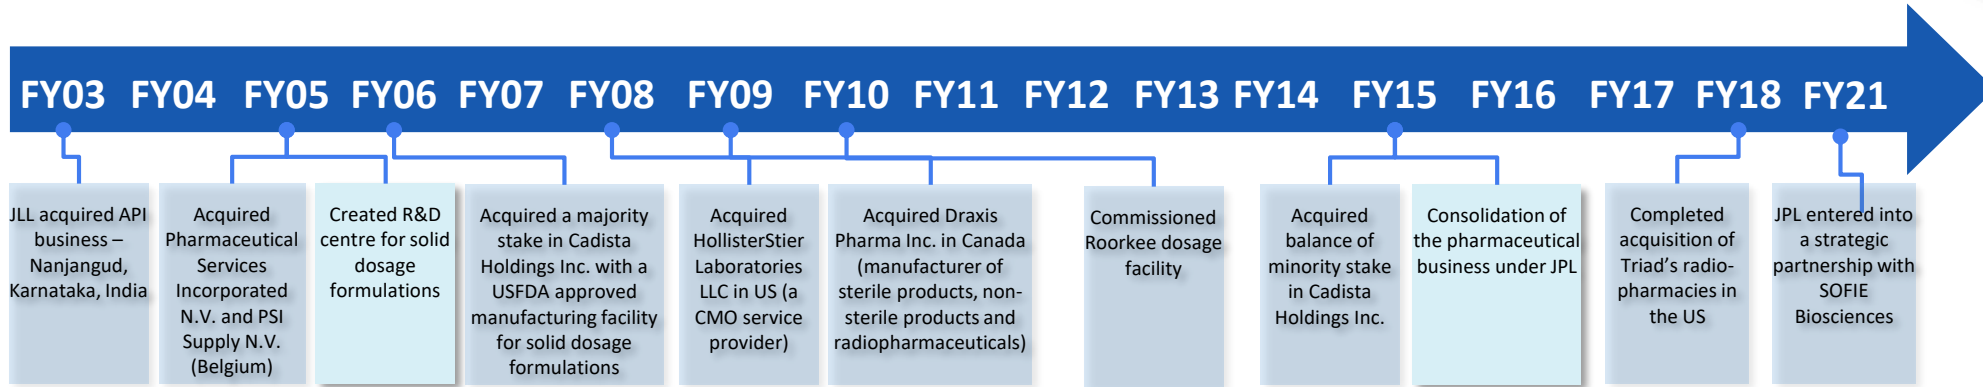 FY03 FY04 FY05 FY06 FY07 FY08 FY09 FY10 FY11 FY12 FY13 FY14 FY15 FY16 FY17 FY18 FY21
JLL acquired API
business –
Nanjangud,
Karnataka, India
Acquired
Pharmaceutical
Services
Incorporated
N.V. and PSI
Supply N.V.
(Belgium)
Created R&D
centre for solid
dosage
formulations
Acquired a majority
stake in Cadista
Holdings Inc. with a
USFDA approved
manufacturing facility
for solid dosage
formulations
Acquired
HollisterStier
Laboratories
LLC in US (a
CMO service
provider)
Acquired Draxis
Pharma Inc. in Canada
(manufacturer of
sterile products, non-
sterile products and
radiopharmaceuticals)
Commissioned
Roorkee dosage
facility
Acquired
balance of
minority stake
in Cadista
Holdings Inc.
Consolidation of
the pharmaceutical
business under JPL
Completed
acquisition of
Triad’s radio-
pharmacies in
the US
JPL entered into
a strategic
partnership with
SOFIE
Biosciences